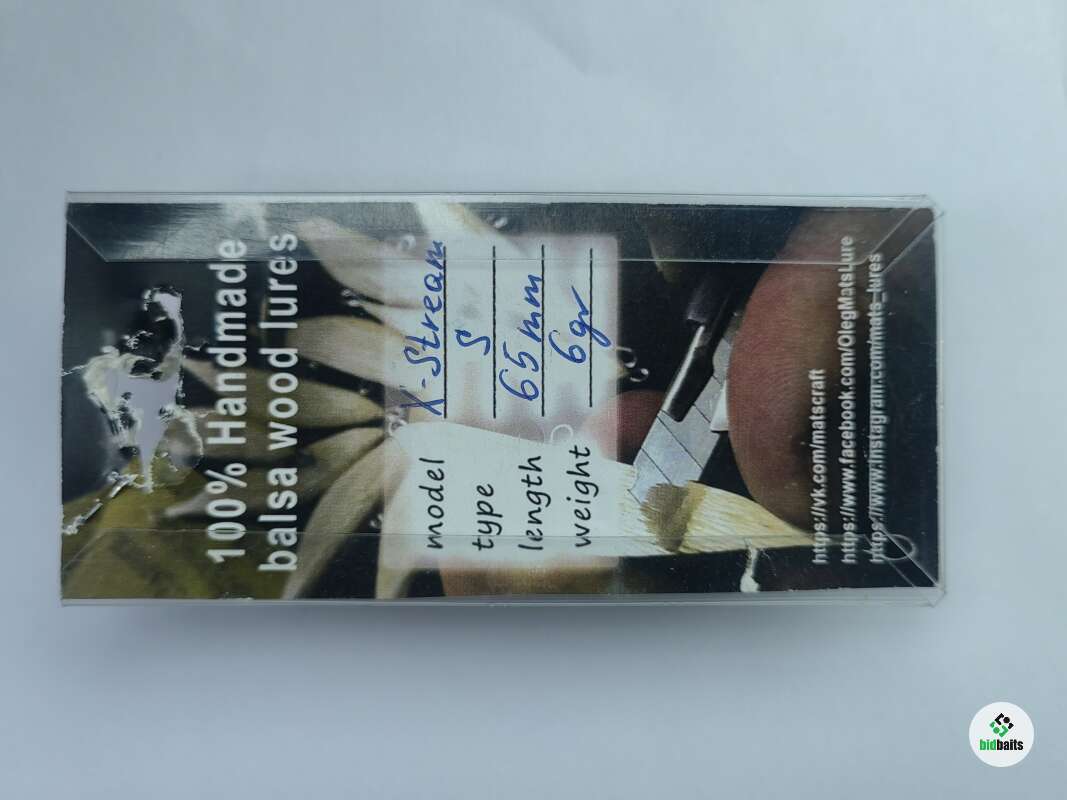 100% Handmade
balsa wood lures
model X-Stream
type S
length 65mm
weight 6gr
https://vk.com/matscraft
https://www.facebook.com/OlegMatsLure
https://www.instagram.com/mats_lures
bidbaits